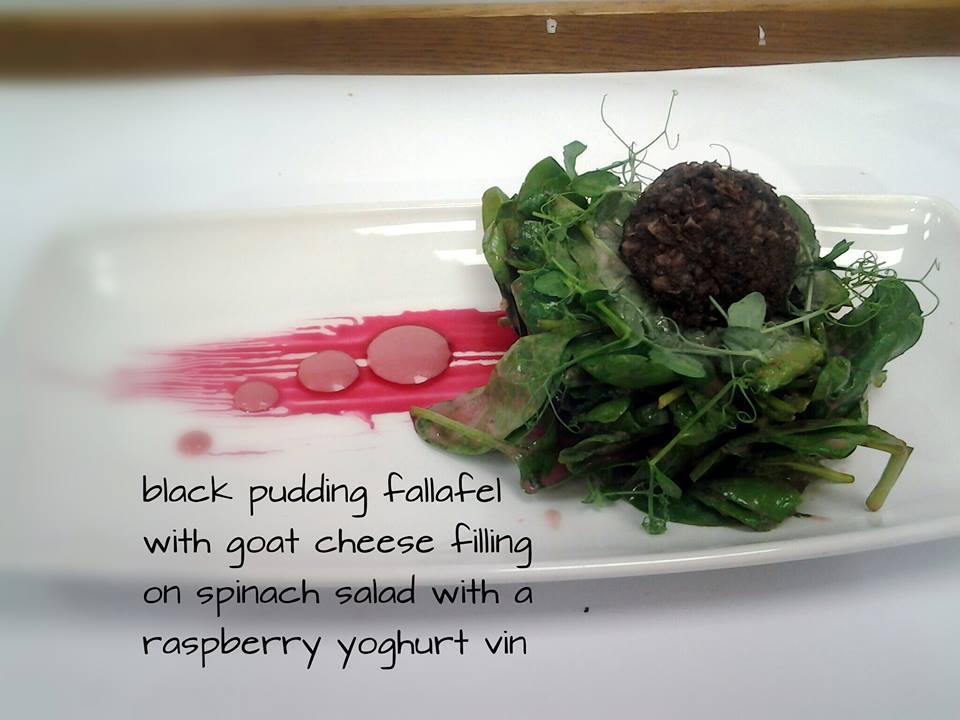 black pudding fallafel
with goat cheese filling
on spinach salad with a
raspberry yoghurt vin